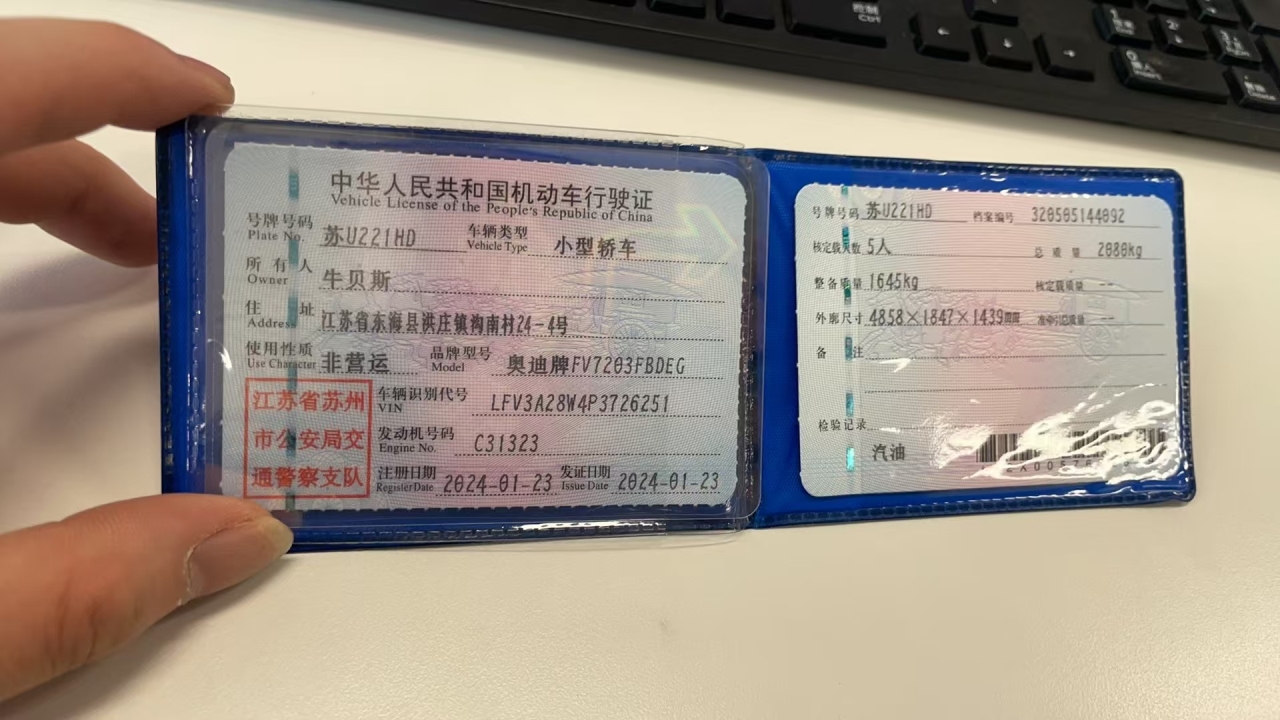 中华人民共和国机动车行驶证
Vehicle License of the People's Republic of China
号牌号码 苏U221HD 车辆类型 小型轿车
Plate No. Vehicle Type
所有人 牛贝斯
Owner
住址 江苏省东海县洪庄镇沟南村24-4号
Address
使用性质 非营运 品牌型号 奥迪牌FV7203FBDEG
Use Character Model
江苏省苏州
市公安局交
通警察支队
车辆识别代号 LFV3A28W4P3726251
VIN
发动机号码 C31323
Engine No.
注册日期 2024-01-23 发证日期 2024-01-23
Register Date Issue Date
号牌号码 苏U221HD 档案编号 320505144092
核定载人数 5人 总质量 2080kg
整备质量 1645kg 核定载质量 --
外廓尺寸 4858×1847×1439mm 准牵引总质量 --
备注
检验记录
汽油
控制
Ctrl